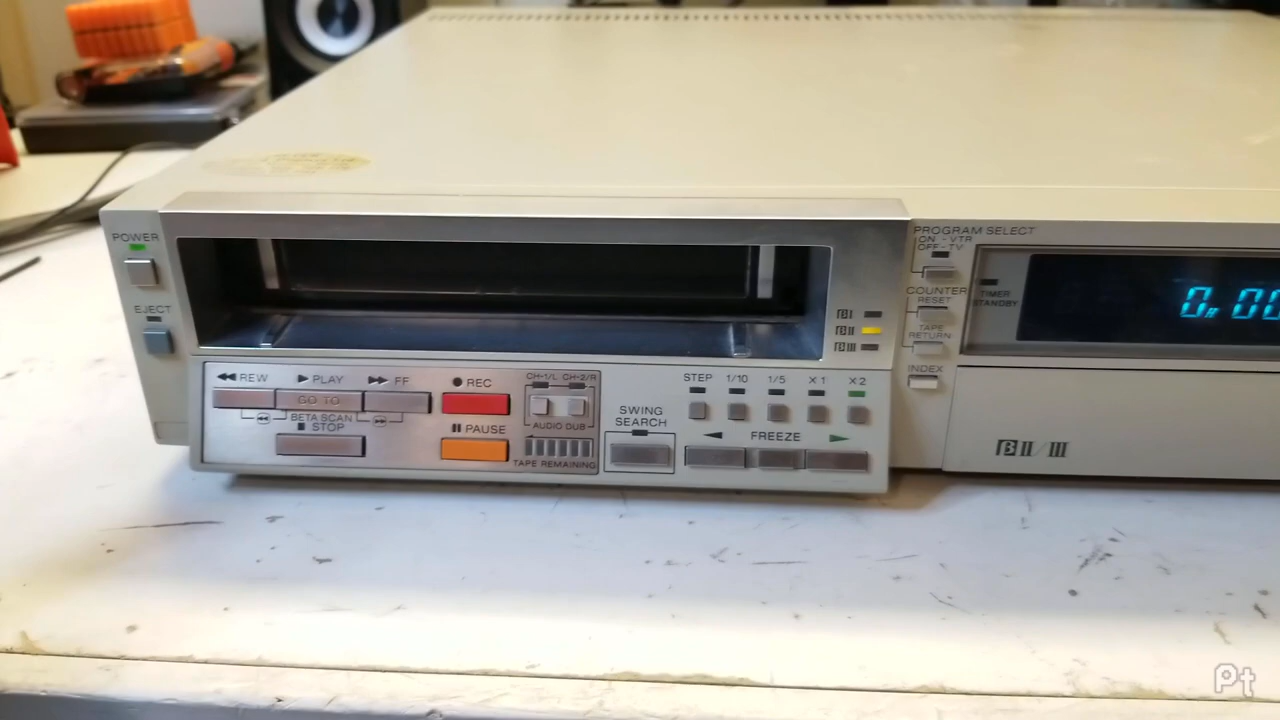 POWER
EJECT
βI
βII
βIII
PROGRAM SELECT
ON - VTR
OFF - TV
COUNTER
RESET
TAPE
RETURN
INDEX
TIMER
STANDBY
0.00
◀◀ REW
▶ PLAY
▶▶ FF
GO TO
BETA SCAN
■ STOP
● REC
II PAUSE
CH-1/L CH-2/R
AUDIO DUB
TAPE REMAINING
SWING
SEARCH
STEP 1/10 1/5 ×1 ×2
◀ FREEZE ▶
βII/III
Pt